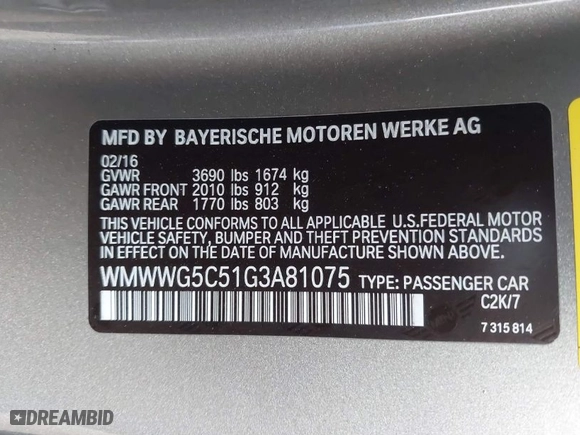 MFD BY BAYERISCHE MOTOREN WERKE AG
02/16
GVWR 3690 lbs 1674 kg
GAWR FRONT 2010 lbs 912 kg
GAWR REAR 1770 lbs 803 kg
THIS VEHICLE CONFORMS TO ALL APPLICABLE U.S.FEDERAL MOTOR
VEHICLE SAFETY, BUMPER AND THEFT PREVENTION STANDARDS
IN EFFECT ON THE DATE OF MANUFACTURE SHOWN ABOVE.
WMWWG5C51G3A81075 TYPE: PASSENGER CAR
C2K/7
7 315 814
DREAMBID